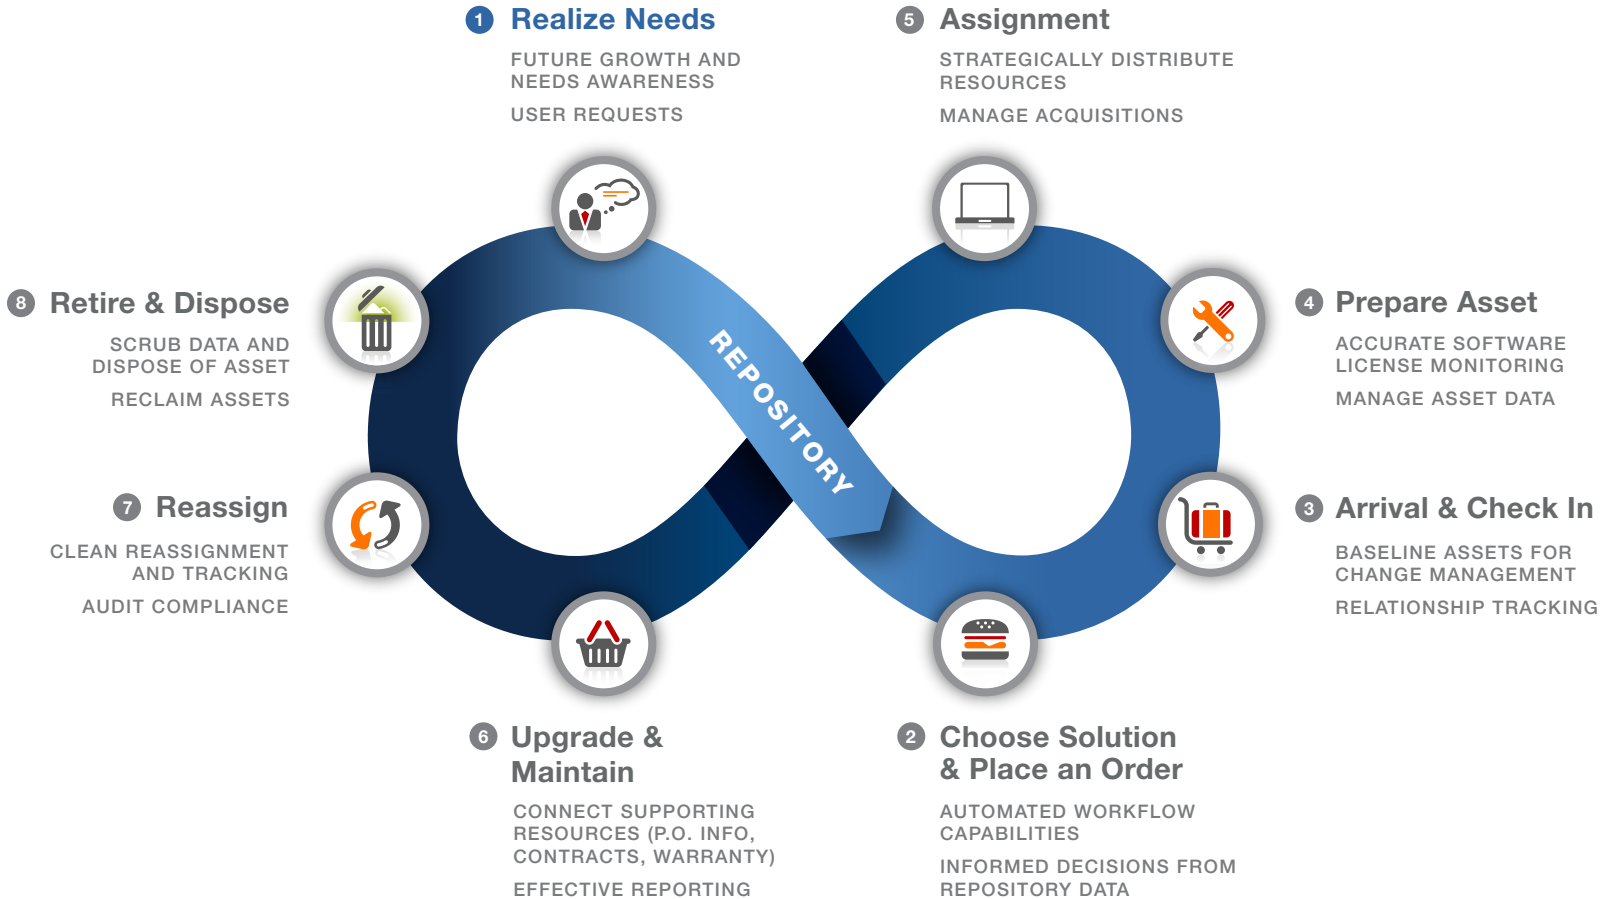 1 Realize Needs
FUTURE GROWTH AND
NEEDS AWARENESS
USER REQUESTS
5 Assignment
STRATEGICALLY DISTRIBUTE
RESOURCES
MANAGE ACQUISITIONS
8 Retire & Dispose
SCRUB DATA AND
DISPOSE OF ASSET
RECLAIM ASSETS
REPOSITORY
4 Prepare Asset
ACCURATE SOFTWARE
LICENSE MONITORING
MANAGE ASSET DATA
7 Reassign
CLEAN REASSIGNMENT
AND TRACKING
AUDIT COMPLIANCE
3 Arrival & Check In
BASELINE ASSETS FOR
CHANGE MANAGEMENT
RELATIONSHIP TRACKING
6 Upgrade &
Maintain
CONNECT SUPPORTING
RESOURCES (P.O. INFO,
CONTRACTS, WARRANTY)
EFFECTIVE REPORTING
2 Choose Solution
& Place an Order
AUTOMATED WORKFLOW
CAPABILITIES
INFORMED DECISIONS FROM
REPOSITORY DATA